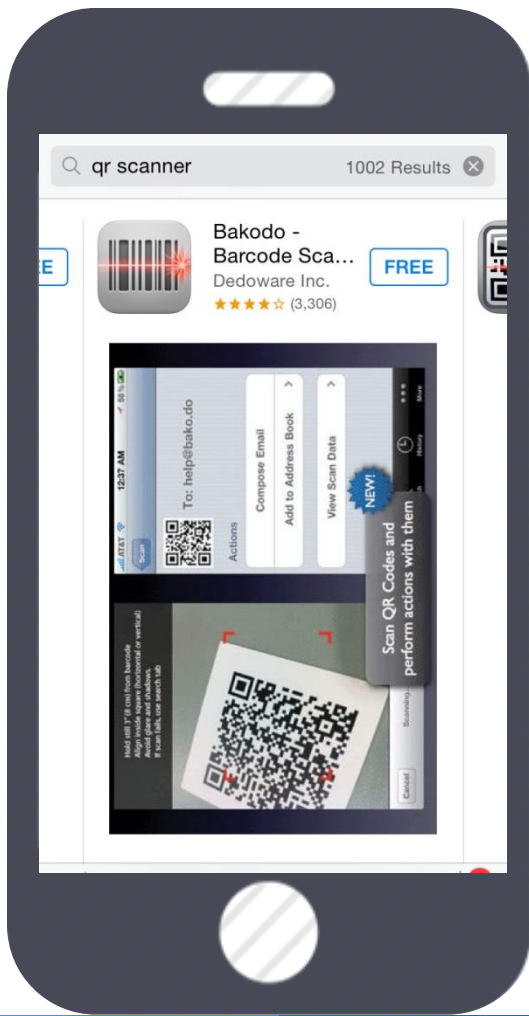 qr scanner
1002 Results
EE
Bakodo -
Barcode Sca...
Dedoware Inc.
(3,306)
FREE
AT&T
12:37 AM
58%
Scan
To: help@bako.do
Actions
Compose Email
Add to Address Book
View Scan Data
History
More
NEW!
Scan QR Codes and
perform actions with them
Hold still 3" (8 cm) from barcode
Align inside square (horizontal or vertical)
Avoid glare and shadows.
If scan fails, use search tab
Scanning...
Cancel